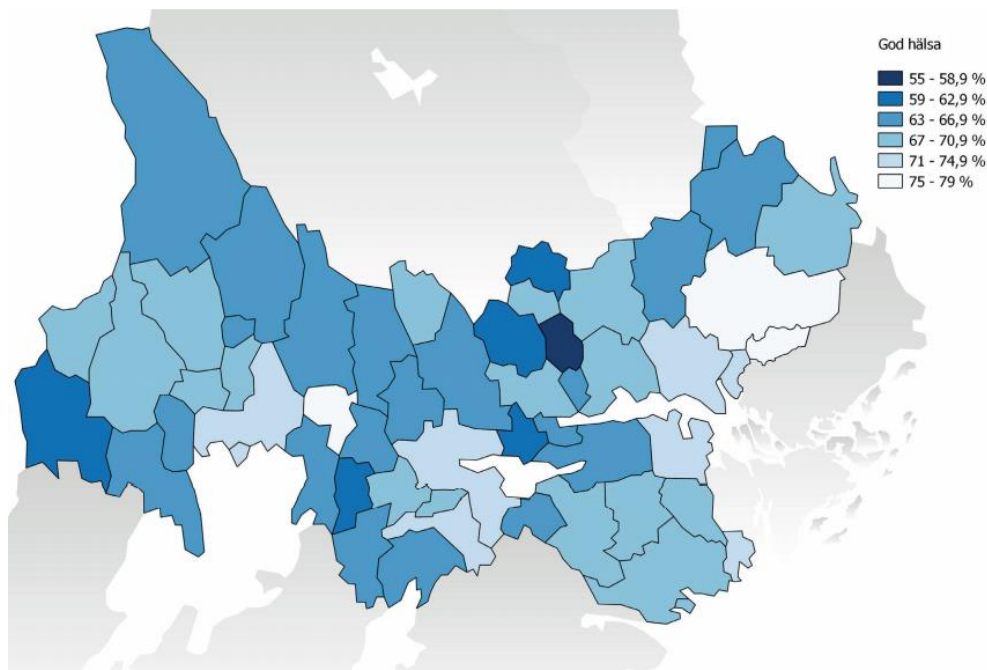 God hälsa
55 - 58,9 %
59 - 62,9 %
63 - 66,9 %
67 - 70,9 %
71 - 74,9 %
75 - 79 %